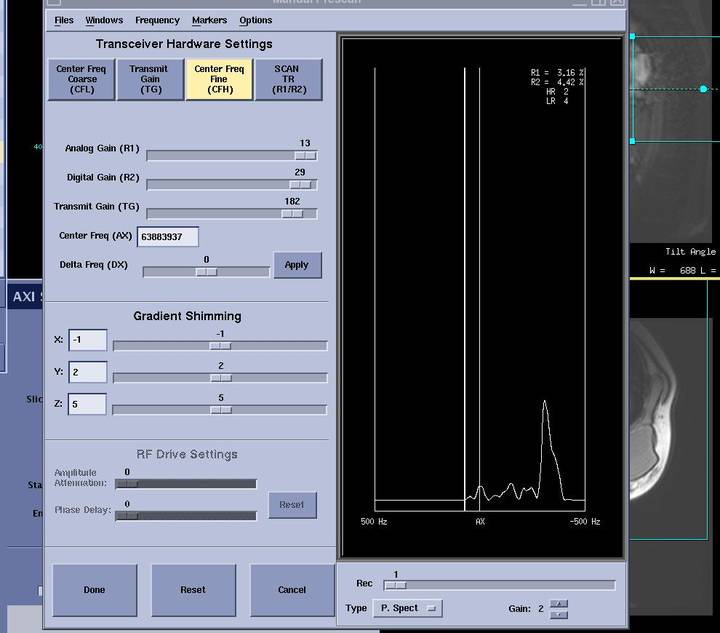 Manual Prescan
Files Windows Frequency Markers Options
Transceiver Hardware Settings
Center Freq
Coarse
(CFL)
Transmit
Gain
(TG)
Center Freq
Fine
(CFH)
SCAN
TR
(R1/R2)
Analog Gain (R1) 13
Digital Gain (R2) 29
Transmit Gain (TG) 182
Center Freq (AX) 63883937
Delta Freq (DX) 0 Apply
Gradient Shimming
X: -1 -1
Y: 2 2
Z: 5 5
RF Drive Settings
Amplitude
Attenuation: 0
Phase Delay: 0
Reset
Done Reset Cancel
R1 = 3.16 %
R2 = 4.42 %
HR 2
LR 4
500 Hz AX -500 Hz
Rec 1
Type P. Spect Gain: 2
40
AXI S
Slic
Sta
En
Tilt Angle
W = 688 L =